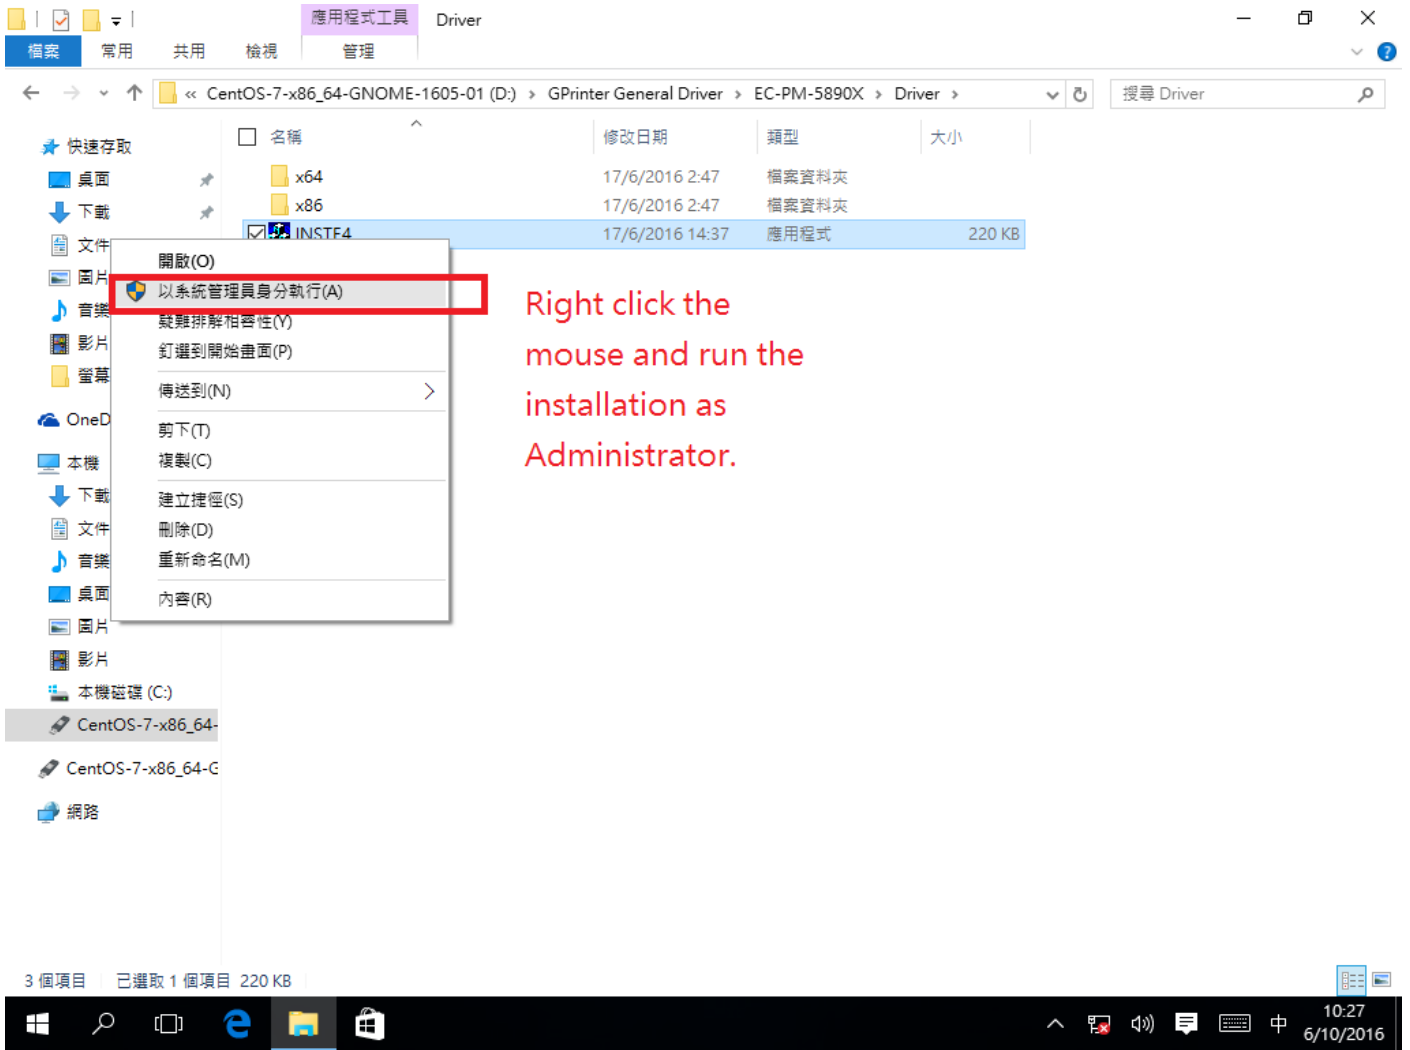 應用程式工具 Driver
檔案 常用 共用 檢視 管理
« CentOS-7-x86_64-GNOME-1605-01 (D:) › GPrinter General Driver › EC-PM-5890X › Driver ›
搜尋 Driver
名稱 修改日期 類型 大小
x64 17/6/2016 2:47 檔案資料夾
x86 17/6/2016 2:47 檔案資料夾
INSTE4 17/6/2016 14:37 應用程式 220 KB
快速存取
桌面
下載
文件
圖片
音樂
影片
螢幕
OneD
本機
下載
文件
音樂
桌面
圖片
影片
本機磁碟 (C:)
CentOS-7-x86_64-
CentOS-7-x86_64-G
網路
開啟(O)
以系統管理員身分執行(A)
疑難排解相容性(Y)
釘選到開始畫面(P)
傳送到(N)
剪下(T)
複製(C)
建立捷徑(S)
刪除(D)
重新命名(M)
內容(R)
Right click the
mouse and run the
installation as
Administrator.
3 個項目 已選取 1 個項目 220 KB
中
10:27
6/10/2016